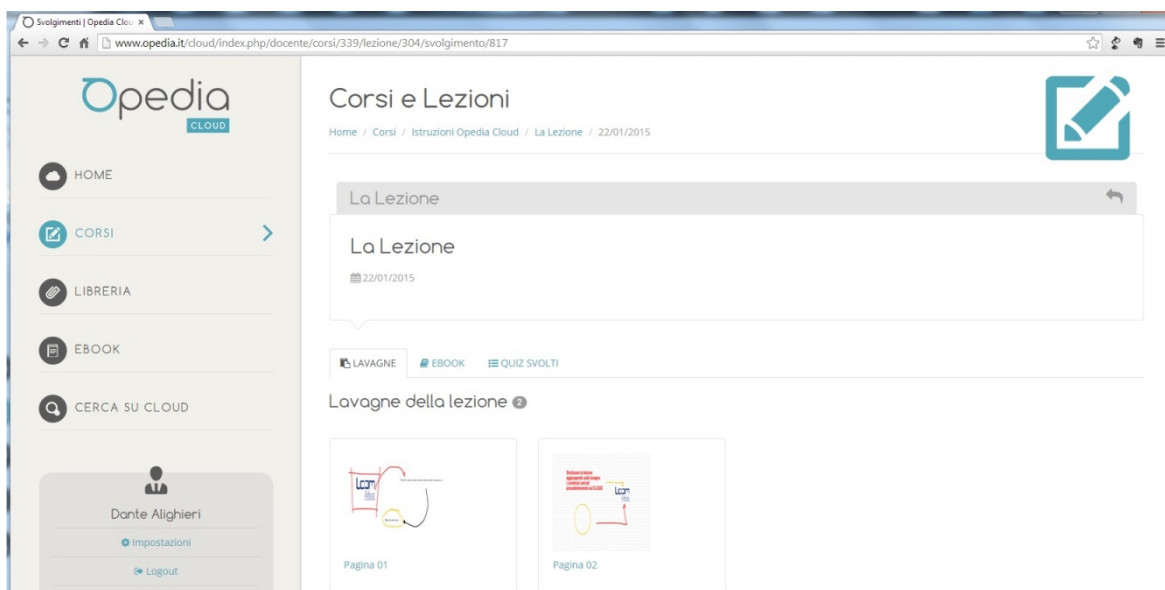 Svolgimenti | Opedia Clou
www.opedia.it/cloud/index.php/docente/corsi/339/lezione/304/svolgimento/817
Opedia
CLOUD
HOME
CORSI
LIBRERIA
EBOOK
CERCA SU CLOUD
Dante Alighieri
Impostazioni
Logout
Corsi e Lezioni
Home / Corsi / Istruzioni Opedia Cloud / La Lezione / 22/01/2015
La Lezione
La Lezione
22/01/2015
LAVAGNE EBOOK QUIZ SVOLTI
Lavagne della lezione 2
Pagina 01
Pagina 02